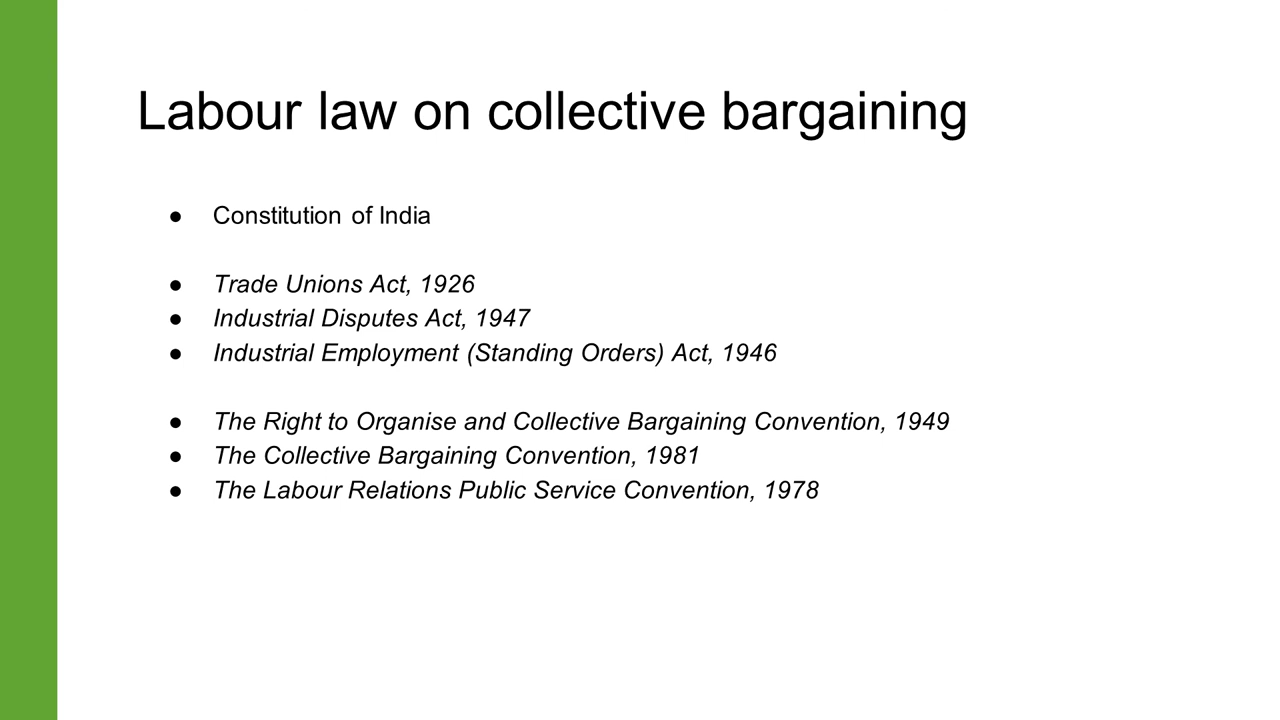 Labour law on collective bargaining
● Constitution of India
● Trade Unions Act, 1926
● Industrial Disputes Act, 1947
● Industrial Employment (Standing Orders) Act, 1946
● The Right to Organise and Collective Bargaining Convention, 1949
● The Collective Bargaining Convention, 1981
● The Labour Relations Public Service Convention, 1978